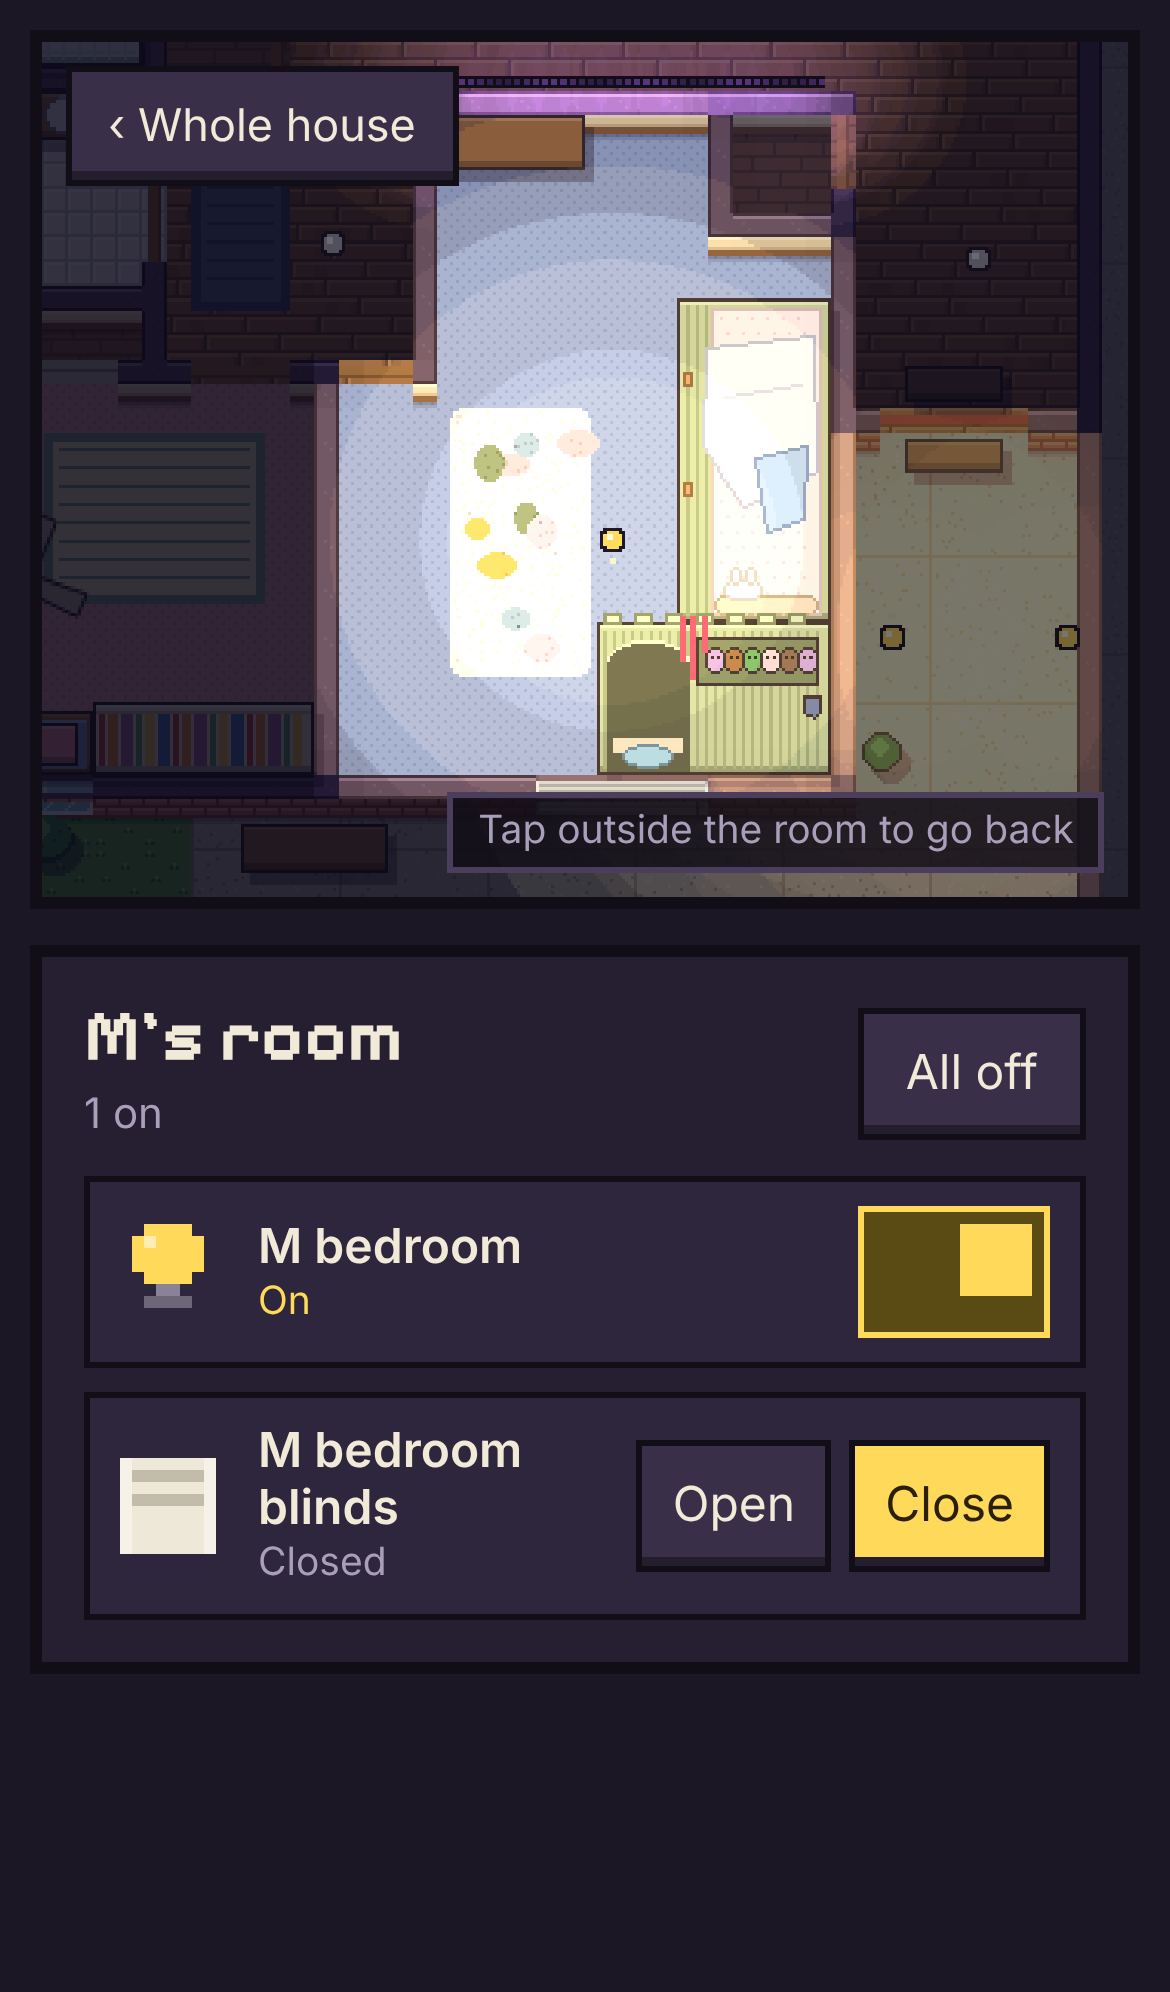 ‹ Whole house
Tap outside the room to go back
M's room
1 on
All off
M bedroom
On
M bedroom
blinds
Closed
Open
Close